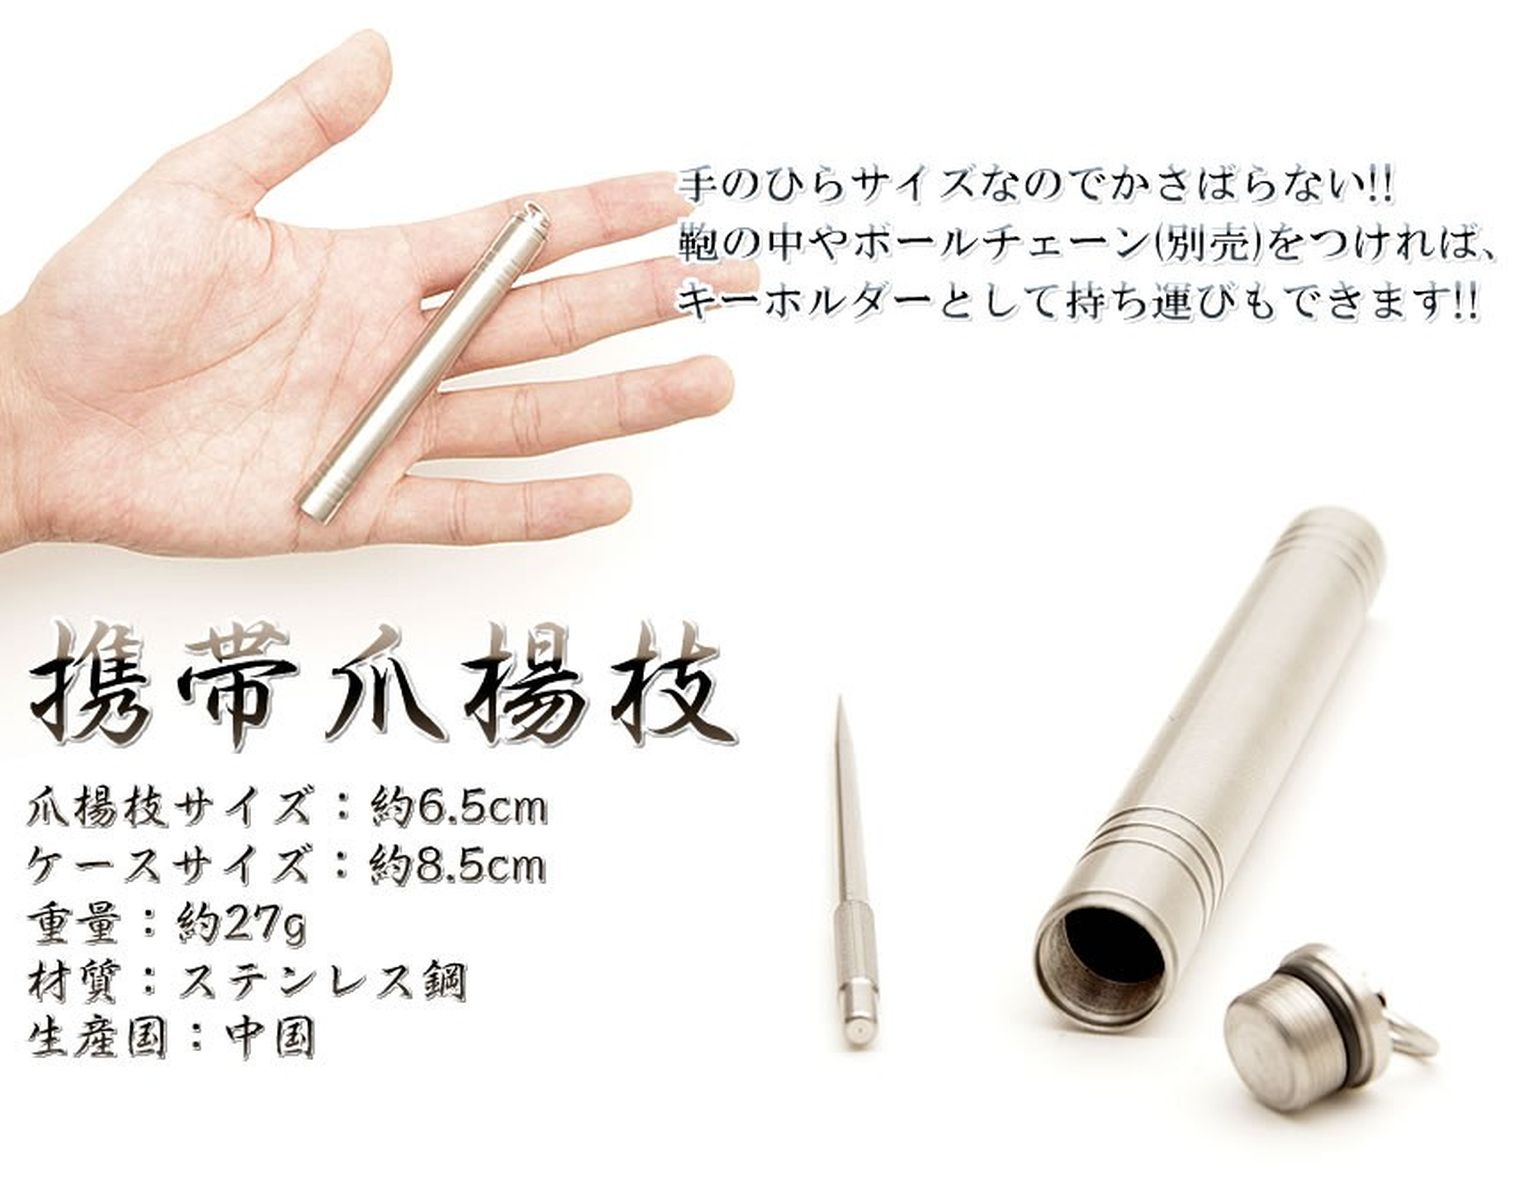 手のひらサイズなのでかさばらない!!
鞄の中やボールチェーン(別売)をつければ、
キーホルダーとして持ち運びもできます!!
携帯爪楊枝
爪楊枝サイズ：約6.5cm
ケースサイズ：約8.5cm
重量：約27g
材質：ステンレス鋼
生産国：中国